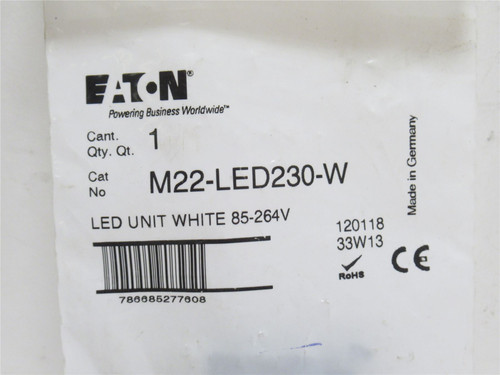 EATON®
Powering Business Worldwide™
Cant. 1
Qty. Qt.
Cat
No M22-LED230-W
LED UNIT WHITE 85-264V
120118
33W13
786685277608
RoHS
CE
Made in Germany